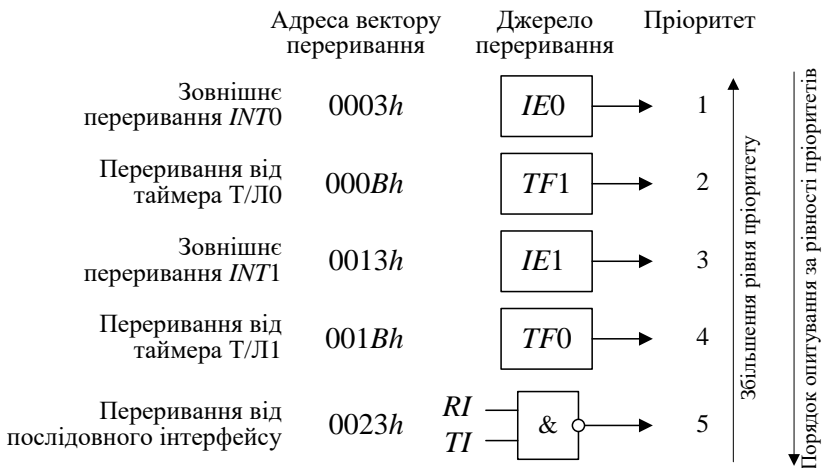 Адреса вектору
переривання
Джерело
переривання
Пріоритет
Зовнішнє
переривання INT0
0003h
IE0
1
Переривання від
таймера Т/Л0
000Bh
TF1
2
Зовнішнє
переривання INT1
0013h
IE1
3
Переривання від
таймера Т/Л1
001Bh
TF0
4
Переривання від
послідовного інтерфейсу
0023h
RI
TI
&
5
Збільшення рівня пріоритету
Порядок опитування за рівності пріоритетів